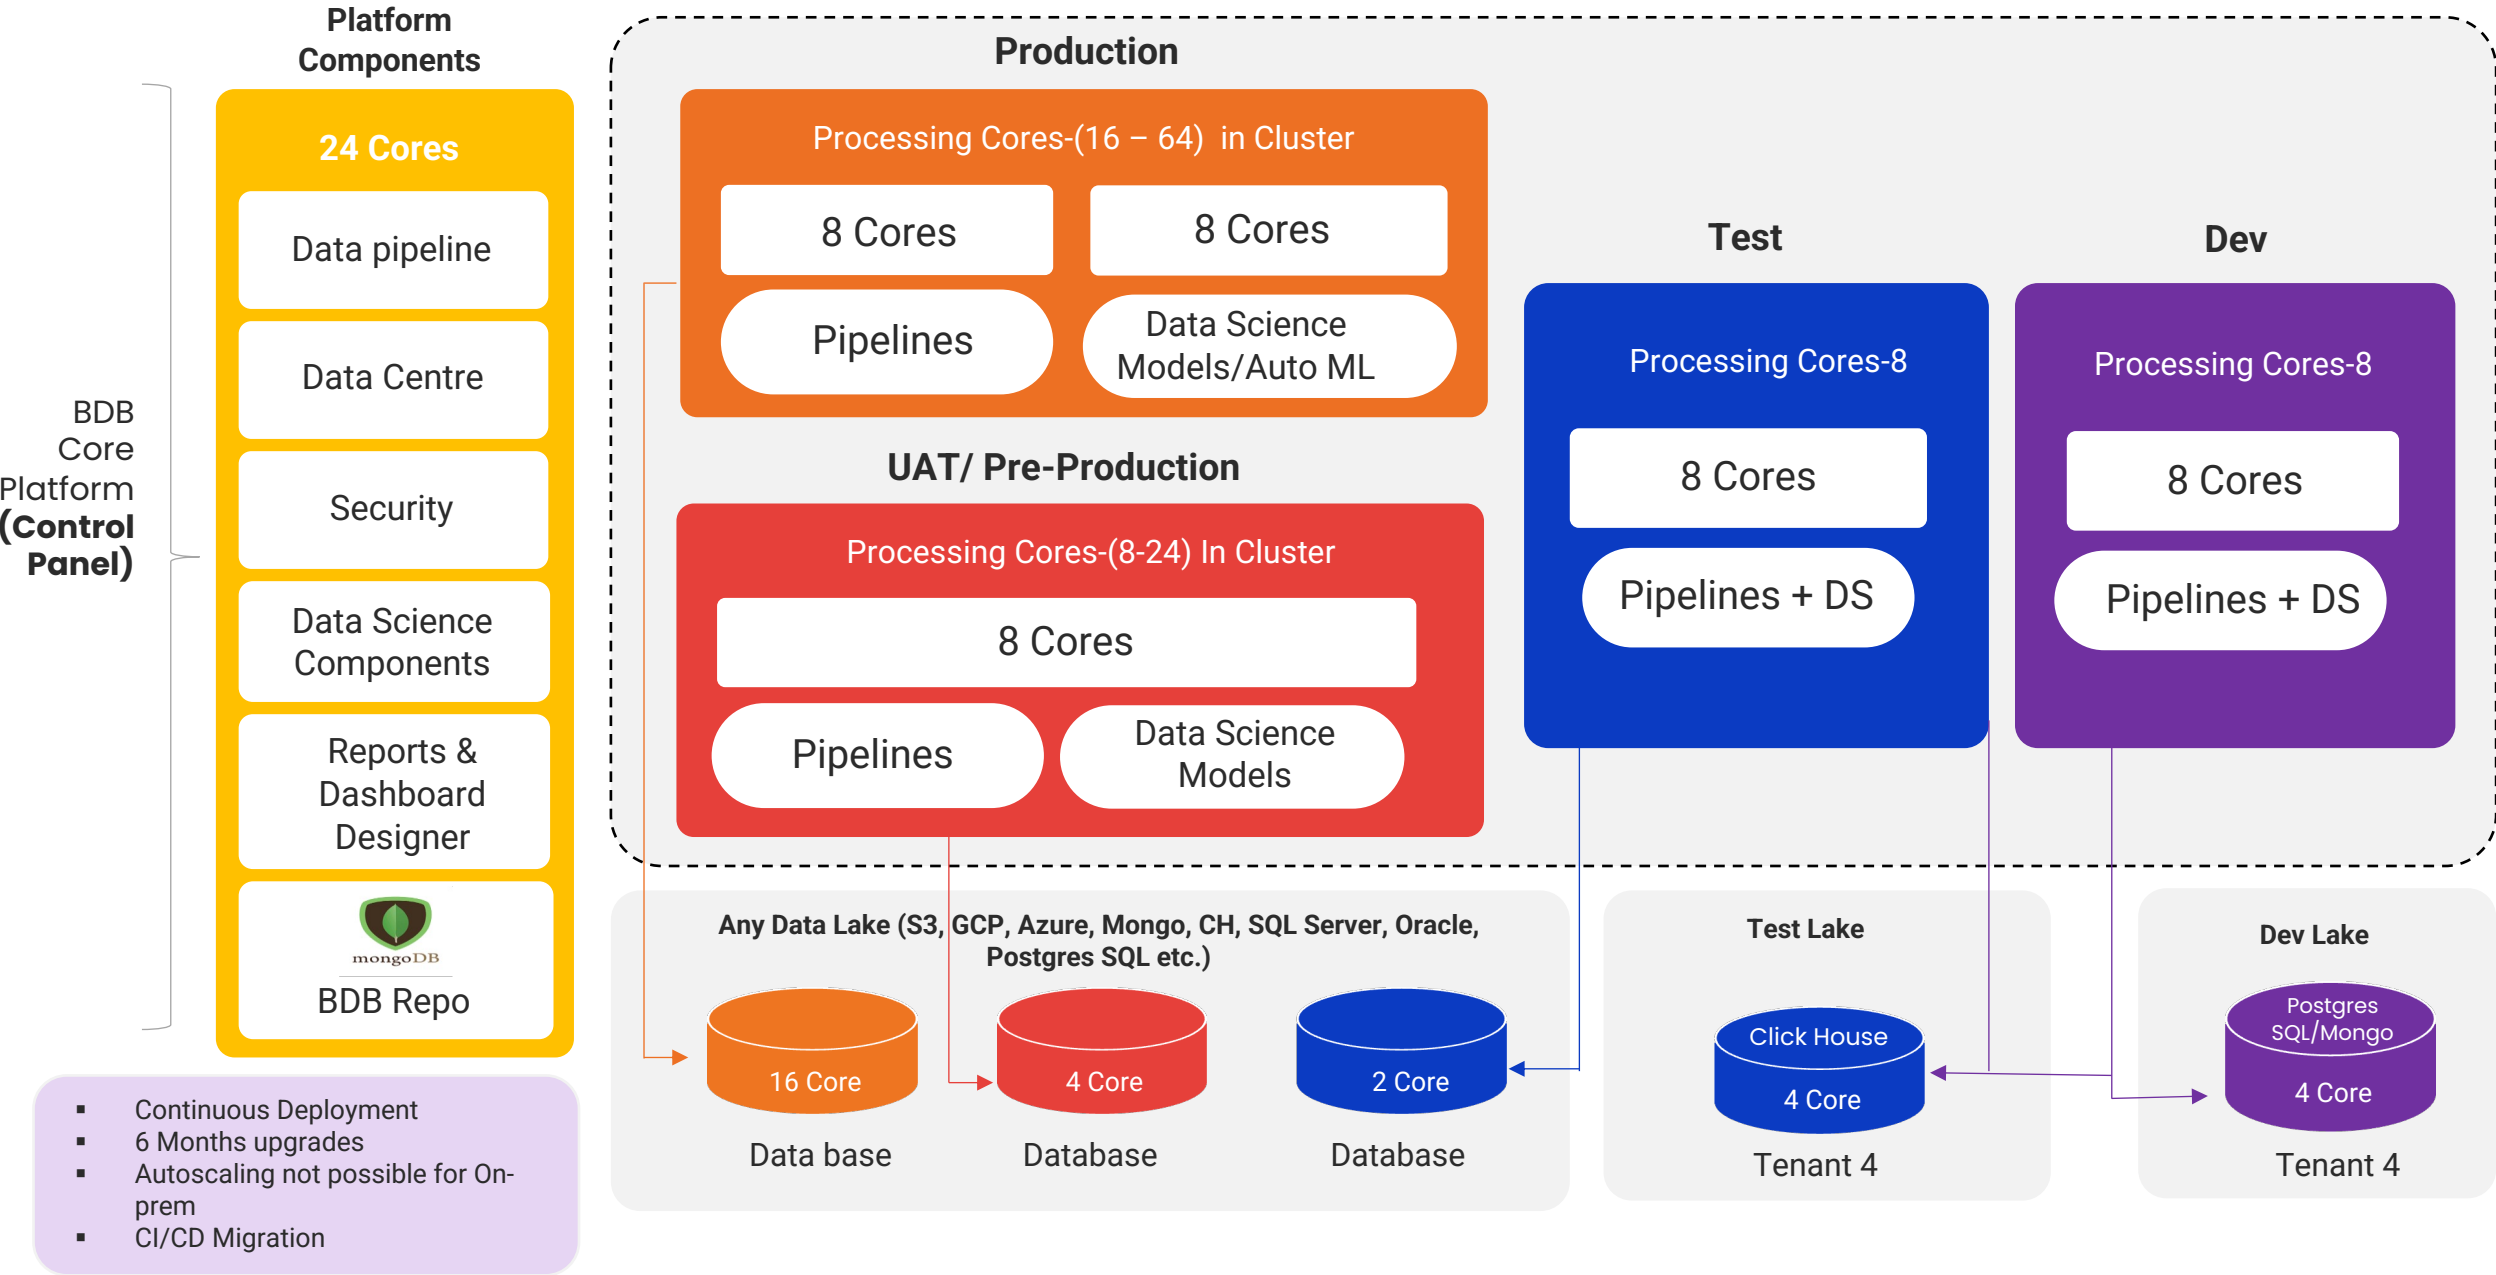 Platform
Components
24 Cores
Data pipeline
Data Centre
Security
Data Science
Components
Reports &
Dashboard
Designer
mongoDB
BDB Repo
BDB
Core
Platform
(Control
Panel)
Continuous Deployment
6 Months upgrades
Autoscaling not possible for On-
prem
CI/CD Migration
Production
Processing Cores-(16 – 64)  in Cluster
8 Cores
8 Cores
Pipelines
Data Science
Models/Auto ML
UAT/ Pre-Production
Processing Cores-(8-24) In Cluster
8 Cores
Pipelines
Data Science
Models
Test
Processing Cores-8
8 Cores
Pipelines + DS
Dev
Processing Cores-8
8 Cores
Pipelines + DS
Any Data Lake (S3, GCP, Azure, Mongo, CH, SQL Server, Oracle,
Postgres SQL etc.)
16 Core
Data base
4 Core
Database
2 Core
Database
Test Lake
Click House
4 Core
Tenant 4
Dev Lake
Postgres
SQL/Mongo
4 Core
Tenant 4